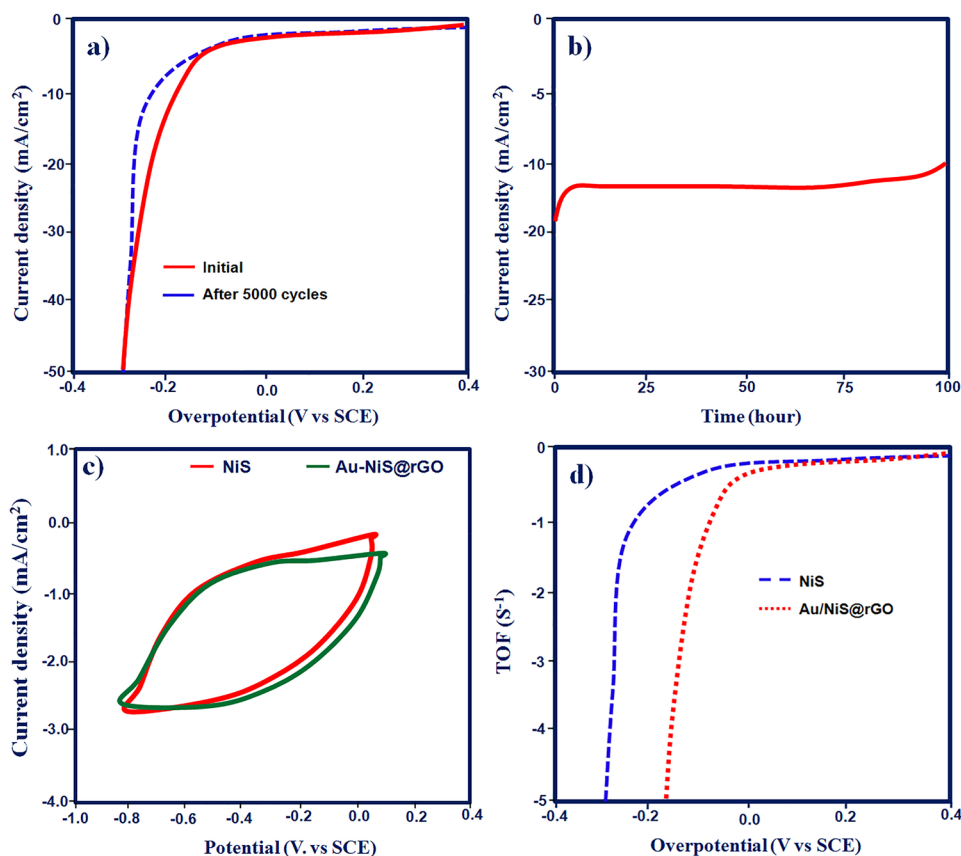 a)
0
-10
-20
-30
-40
-50
-0.4
-0.2
0.0
0.2
0.4
Current density (mA/cm²)
Overpotential (V vs SCE)
Initial
After 5000 cycles
b)
0
-5
-10
-15
-10
-20
-25
-30
0
25
50
75
100
Current density (mA/cm²)
Time (hour)
c)
NiS
Au-NiS@rGO
1.0
0.0
-1.0
-2.0
-3.0
-4.0
-1.0
-0.8
-0.6
-0.4
-0.2
0.0
0.2
0.4
Current density (mA/cm²)
Potential (V. vs SCE)
d)
0
-1
-2
-3
-4
-5
-0.4
-0.2
0.0
0.2
0.4
TOF (S⁻¹)
NiS
Au/NiS@rGO
Overpotential (V vs SCE)